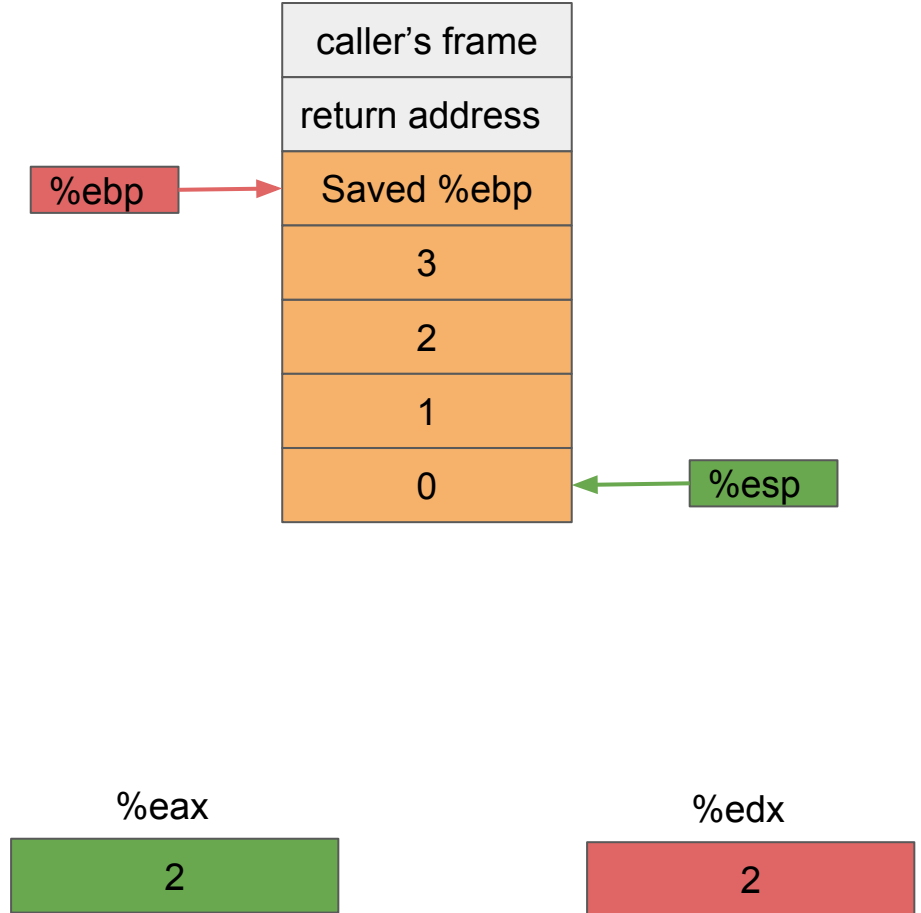 caller’s frame
return address
%ebp
Saved %ebp
3
2
1
0
%esp
%eax
%edx
2
2